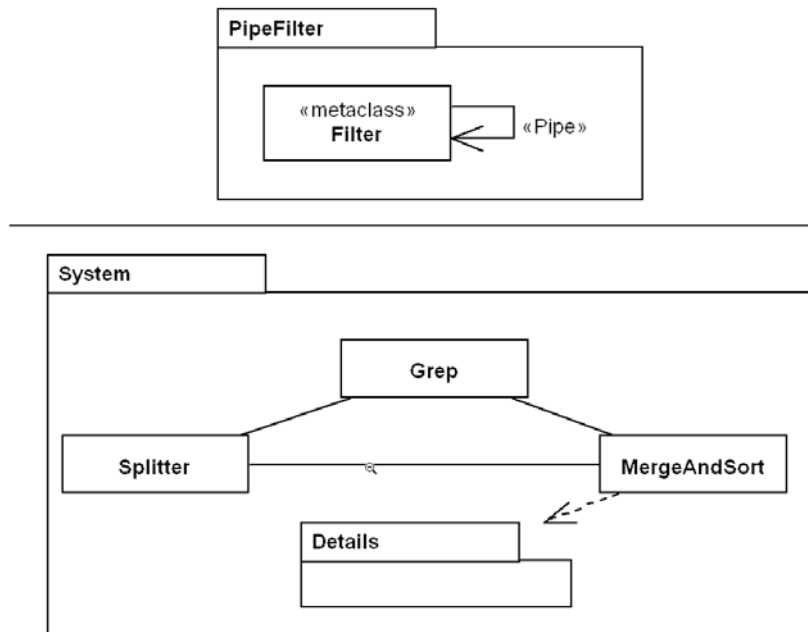 PipeFilter
«metaclass»
Filter
«Pipe»
System
Grep
Splitter
MergeAndSort
Details